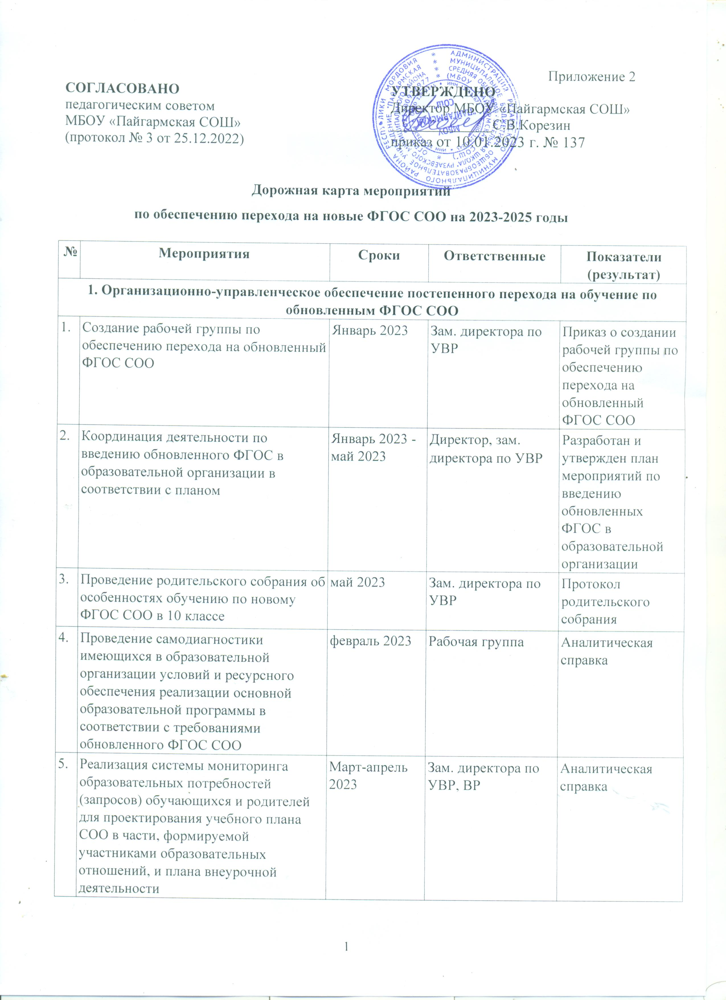 Приложение 2
СОГЛАСОВАНО
педагогическим советом
МБОУ «Пайгармская СОШ»
(протокол № 3 от 25.12.2022)
УТВЕРЖДЕНО
Директор МБОУ «Пайгармская СОШ»
С.В.Корезин
приказ от 10.01.2023 г. № 137
Дорожная карта мероприятий
по обеспечению перехода на новые ФГОС СОО на 2023-2025 годы
№
Мероприятия
Сроки
Ответственные
Показатели
(результат)
1. Организационно-управленческое обеспечение постепенного перехода на обучение по
обновленным ФГОС СОО
1.
Создание рабочей группы по
обеспечению перехода на обновленный
ФГОС СОО
Январь 2023
Зам. директора по
УВР
Приказ о создании
рабочей группы по
обеспечению
перехода на
обновленный
ФГОС СОО
2.
Координация деятельности по
введению обновленного ФГОС в
образовательной организации в
соответствии с планом
Январь 2023 -
май 2023
Директор, зам.
директора по УВР
Разработан и
утвержден план
мероприятий по
введению
обновленных
ФГОС в
образовательной
организации
3.
Проведение родительского собрания об
особенностях обучению по новому
ФГОС СОО в 10 классе
май 2023
Зам. директора по
УВР
Протокол
родительского
собрания
4.
Проведение самодиагностики
имеющихся в образовательной
организации условий и ресурсного
обеспечения реализации основной
образовательной программы в
соответствии с требованиями
обновленного ФГОС СОО
февраль 2023
Рабочая группа
Аналитическая
справка
5.
Реализация системы мониторинга
образовательных потребностей
(запросов) обучающихся и родителей
для проектирования учебного плана
СОО в части, формируемой
участниками образовательных
отношений, и плана внеурочной
деятельности
Март-апрель
2023
Зам. директора по
УВР, ВР
Аналитическая
справка
1